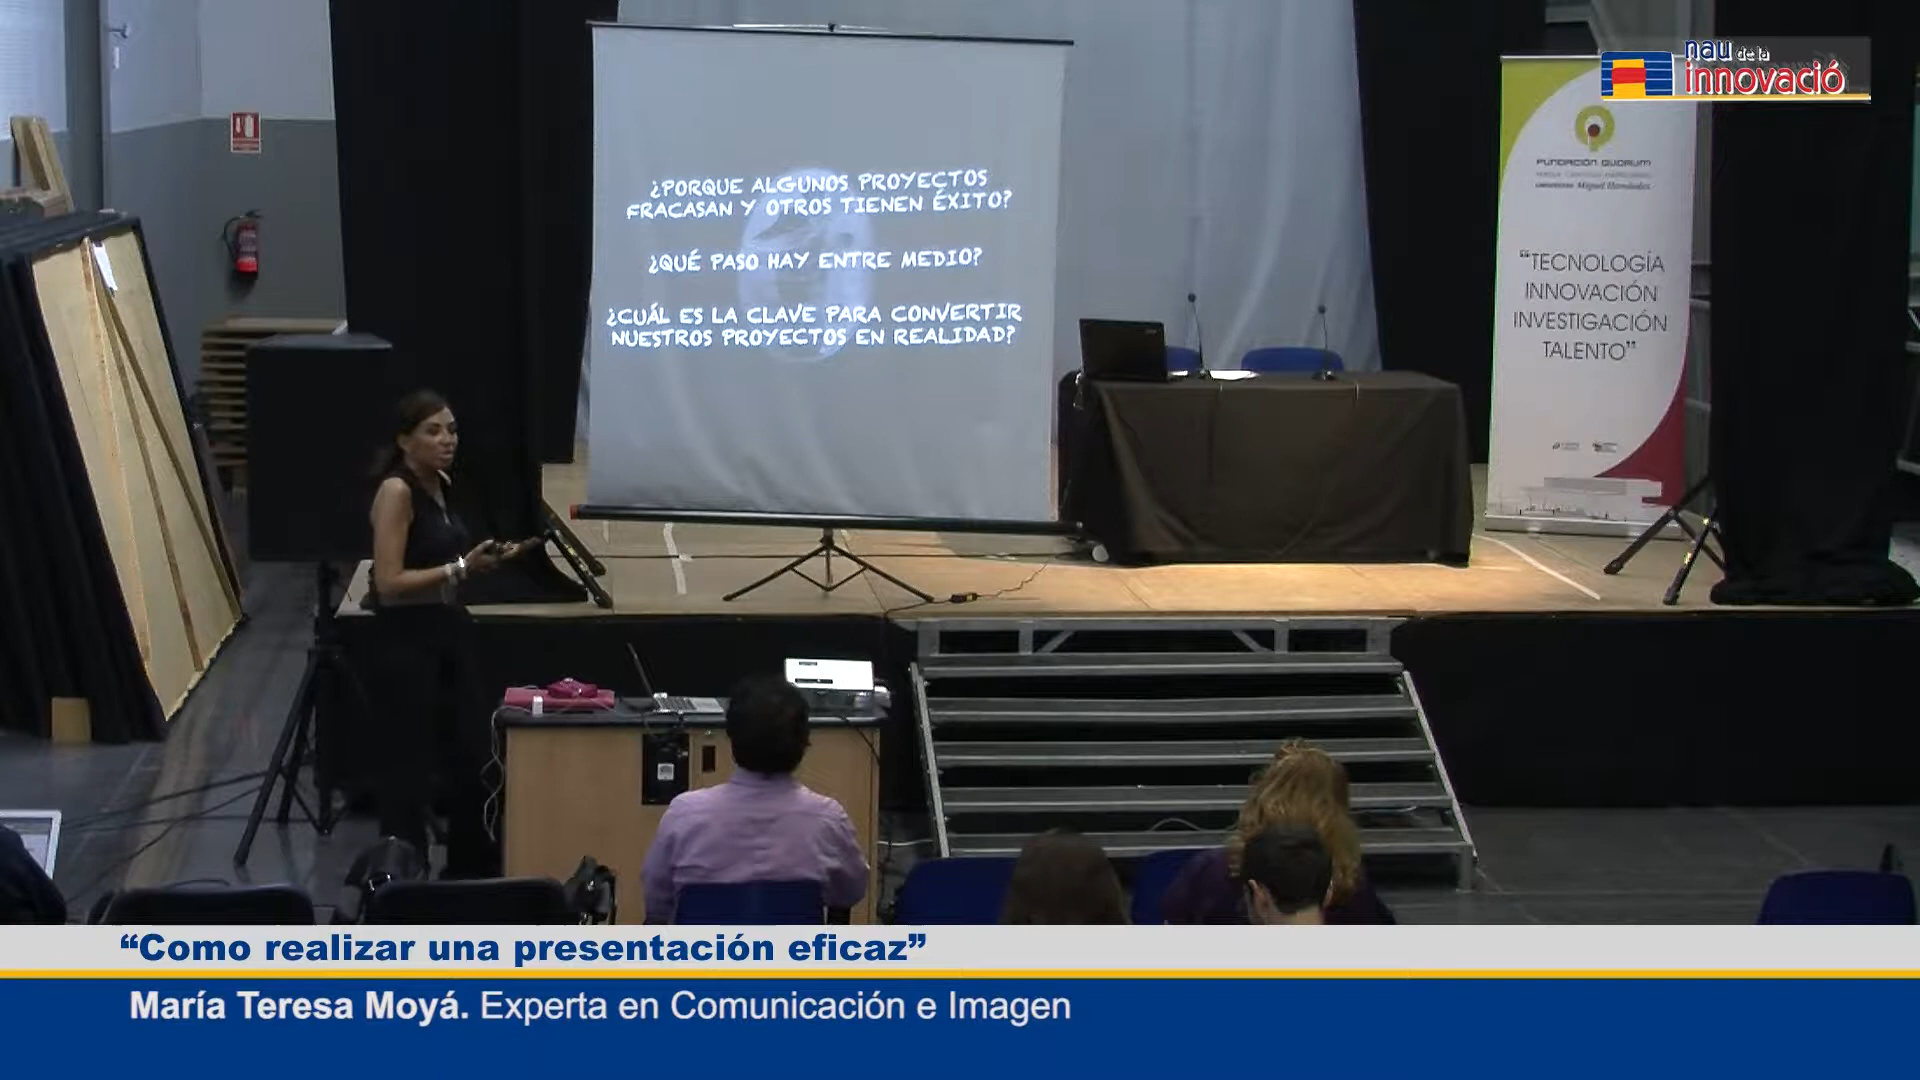 nau de la
innovació
¿PORQUE ALGUNOS PROYECTOS
FRACASAN Y OTROS TIENEN ÉXITO?
¿QUÉ PASO HAY ENTRE MEDIO?
¿CUÁL ES LA CLAVE PARA CONVERTIR
NUESTROS PROYECTOS EN REALIDAD?
FUNDACIÓN QUORUM
Miguel Hernández
“TECNOLOGÍA
INNOVACIÓN
INVESTIGACIÓN
TALENTO”
“Como realizar una presentación eficaz”
María Teresa Moyá. Experta en Comunicación e Imagen